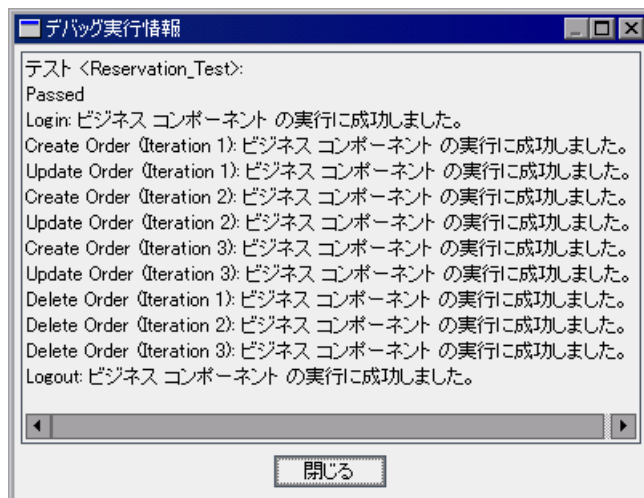 デバッグ実行情報
テスト <Reservation_Test>:
Passed
Login: ビジネス コンポーネント の実行に成功しました。
Create Order (Iteration 1): ビジネス コンポーネント の実行に成功しました。
Update Order (Iteration 1): ビジネス コンポーネント の実行に成功しました。
Create Order (Iteration 2): ビジネス コンポーネント の実行に成功しました。
Update Order (Iteration 2): ビジネス コンポーネント の実行に成功しました。
Create Order (Iteration 3): ビジネス コンポーネント の実行に成功しました。
Update Order (Iteration 3): ビジネス コンポーネント の実行に成功しました。
Delete Order (Iteration 1): ビジネス コンポーネント の実行に成功しました。
Delete Order (Iteration 2): ビジネス コンポーネント の実行に成功しました。
Delete Order (Iteration 3): ビジネス コンポーネント の実行に成功しました。
Logout: ビジネス コンポーネント の実行に成功しました。
閉じる